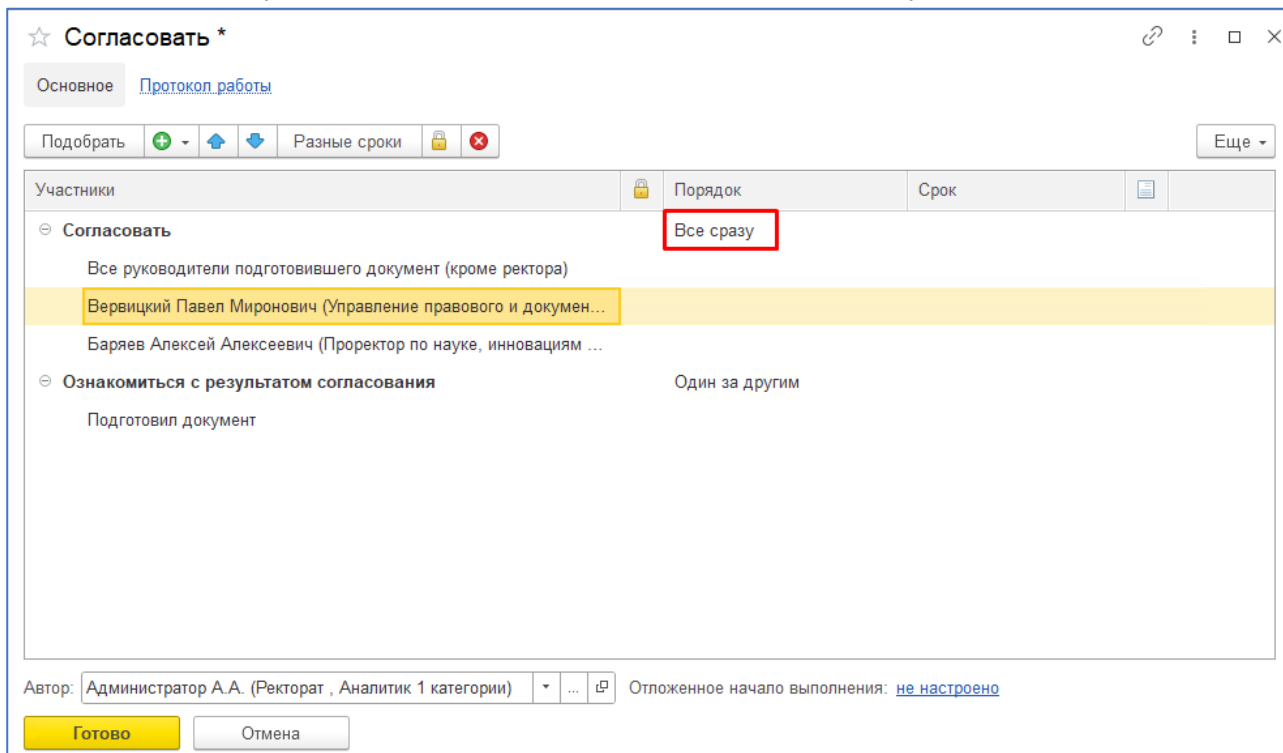 Согласовать *
Основное Протокол работы
Подобрать Разные сроки Еще
Участники Порядок Срок
Согласовать Все сразу
Все руководители подготовившего документ (кроме ректора)
Вервицкий Павел Миронович (Управление правового и докумен...
Баряев Алексей Алексеевич (Проректор по науке, инновациям ...
Ознакомиться с результатом согласования Один за другим
Подготовил документ
Автор: Администратор А.А. (Ректорат , Аналитик 1 категории) ... Отложенное начало выполнения: не настроено
Готово Отмена